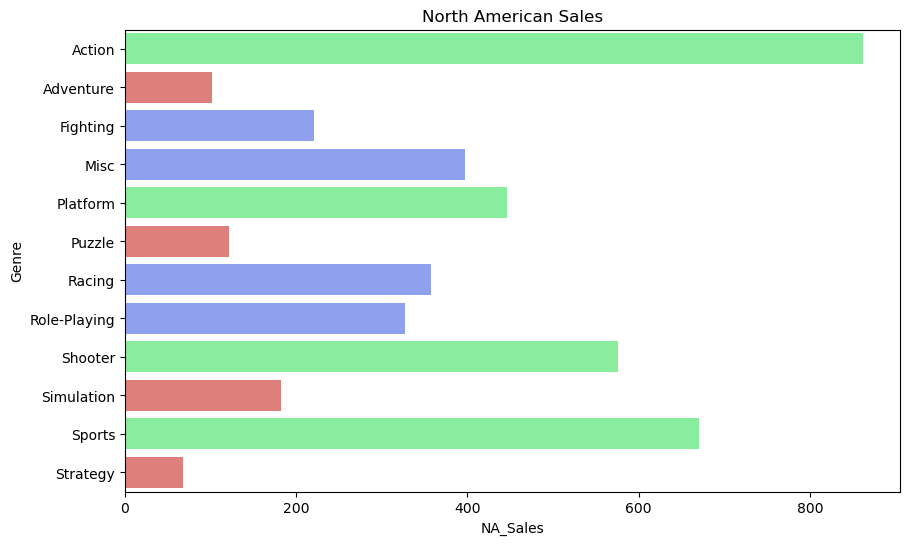 North American Sales
Genre
Action
Adventure
Fighting
Misc
Platform
Puzzle
Racing
Role-Playing
Shooter
Simulation
Sports
Strategy
0 200 400 600 800
NA_Sales